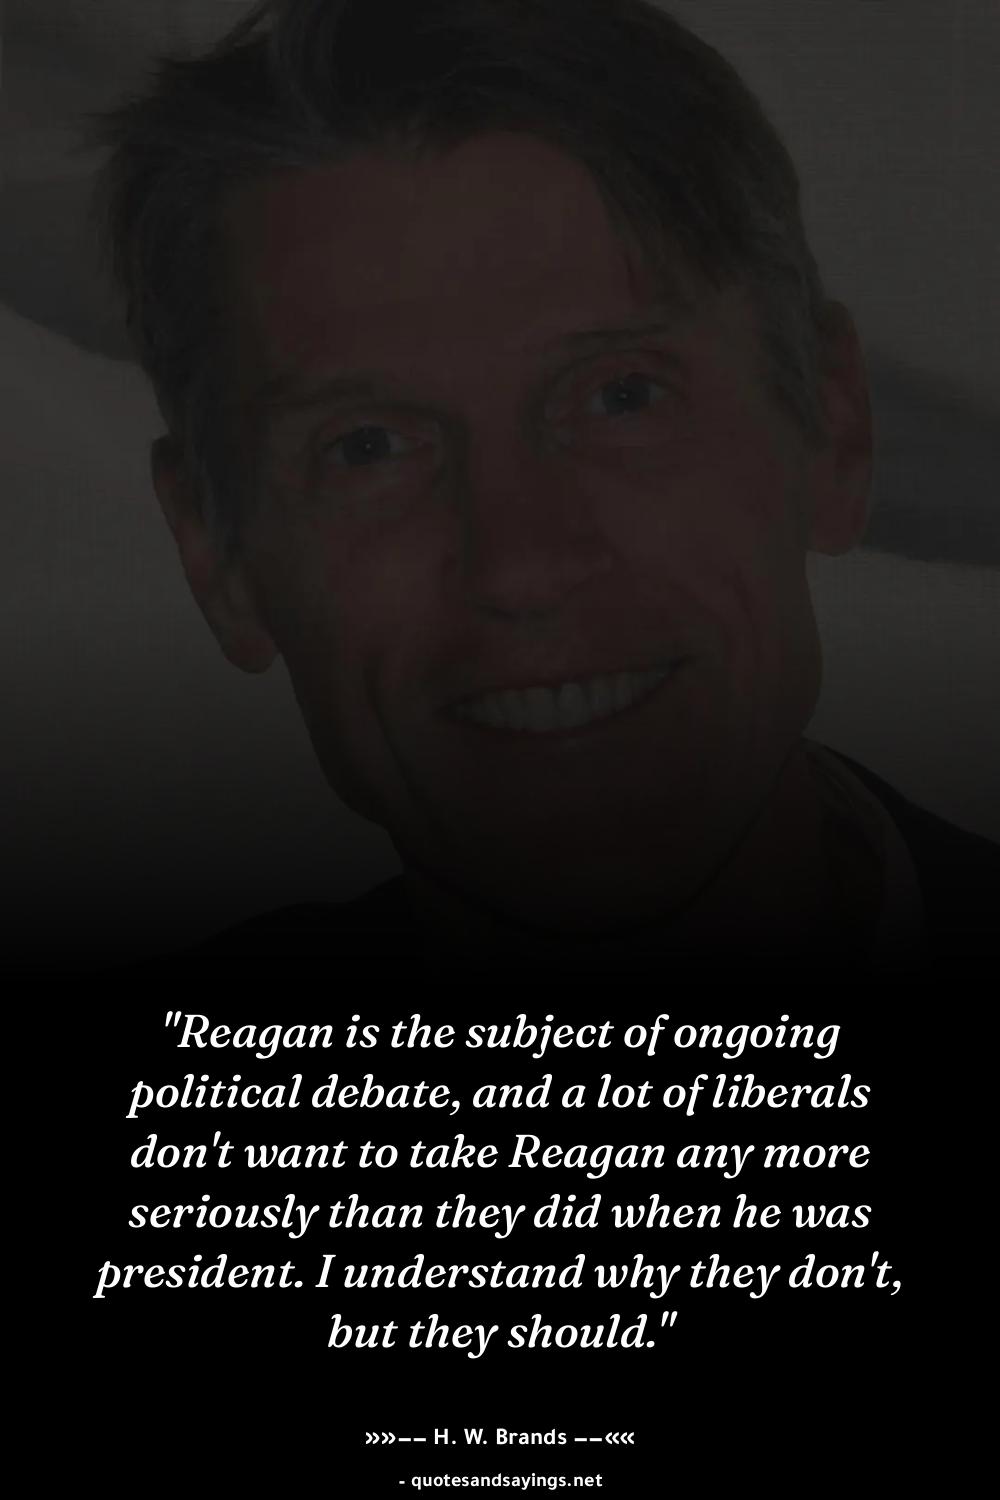 "Reagan is the subject of ongoing
political debate, and a lot of liberals
don't want to take Reagan any more
seriously than they did when he was
president. I understand why they don't,
but they should."
»»–– H. W. Brands ––««
- quotesandsayings.net